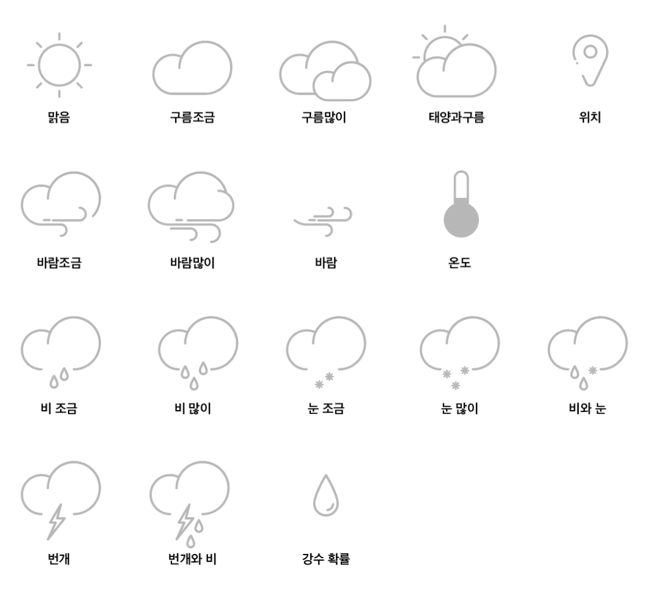 맑음
구름조금
구름많이
태양과구름
위치
바람조금
바람많이
바람
온도
비 조금
비 많이
눈 조금
눈 많이
비와 눈
번개
번개와 비
강수 확률